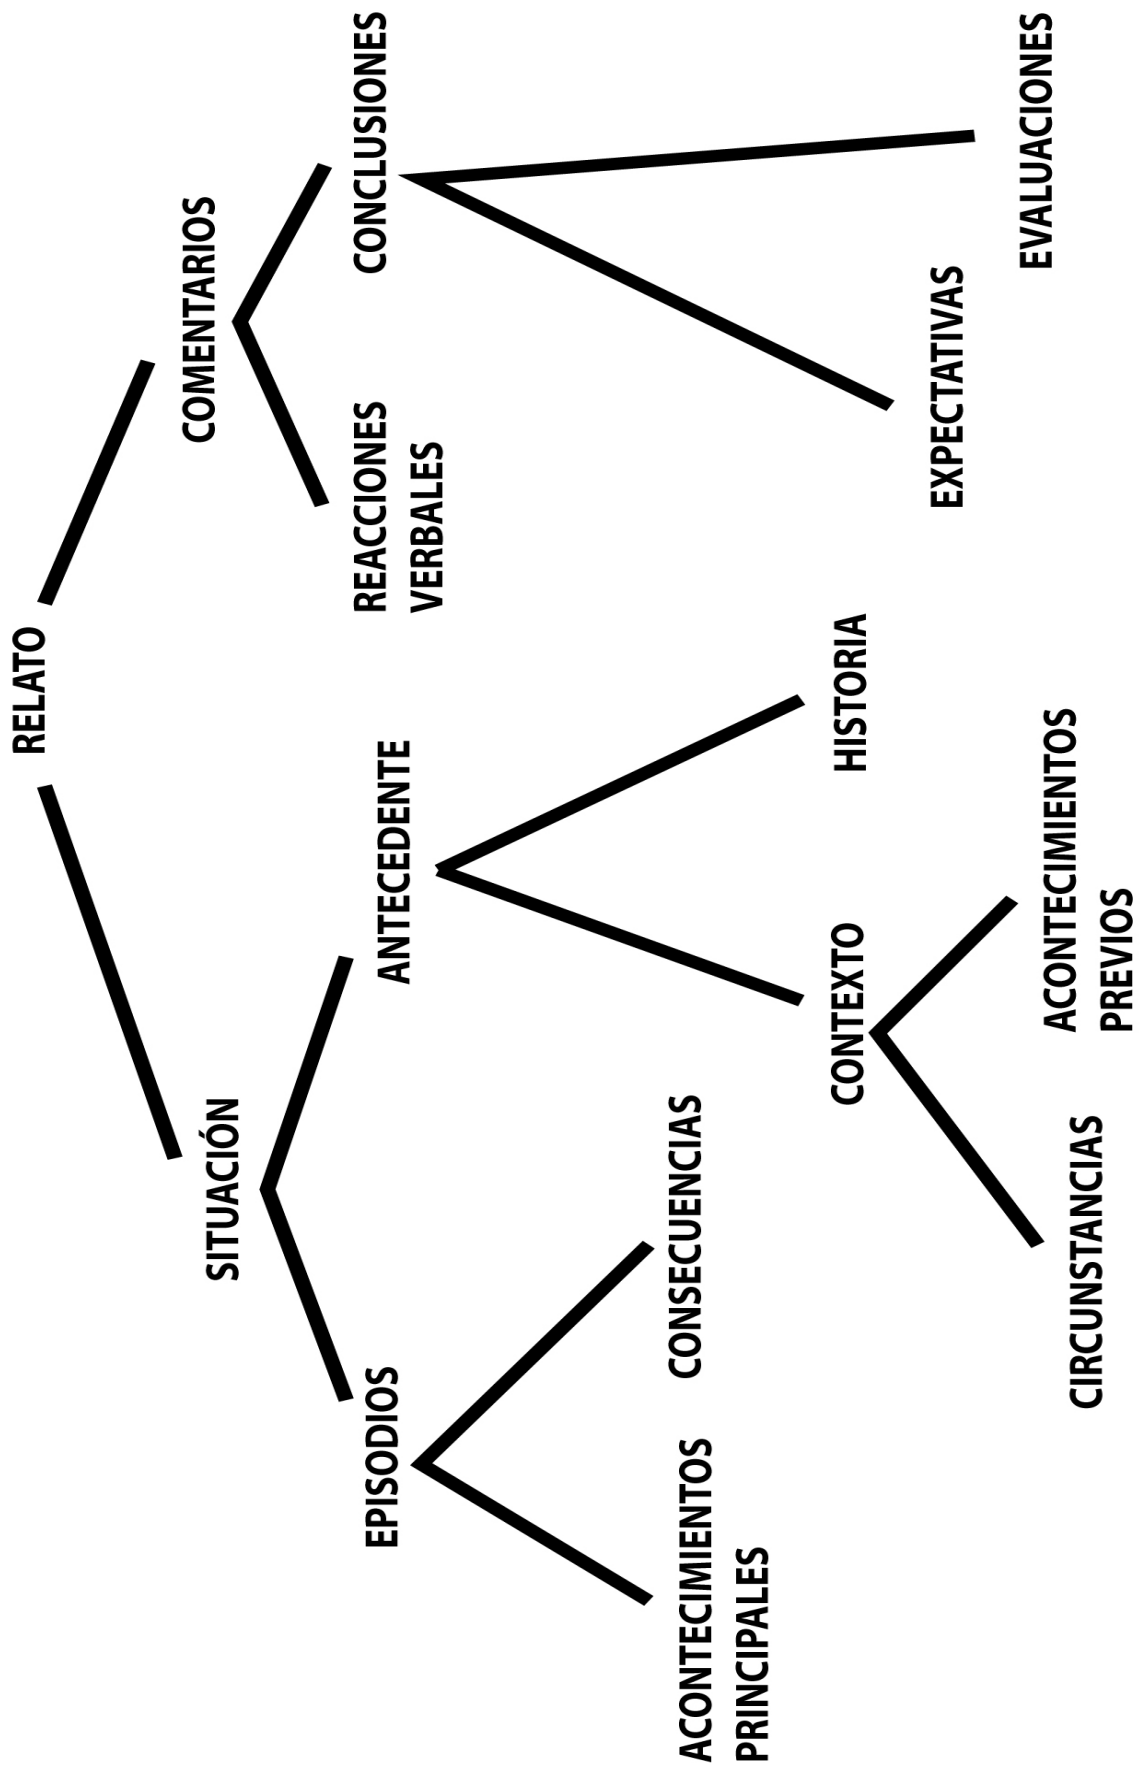 RELATO
SITUACIÓN
COMENTARIOS
EPISODIOS
ANTECEDENTE
REACCIONES
VERBALES
CONCLUSIONES
ACONTECIMIENTOS
PRINCIPALES
CONSECUENCIAS
CONTEXTO
HISTORIA
EXPECTATIVAS
EVALUACIONES
CIRCUNSTANCIAS
ACONTECIMIENTOS
PREVIOS